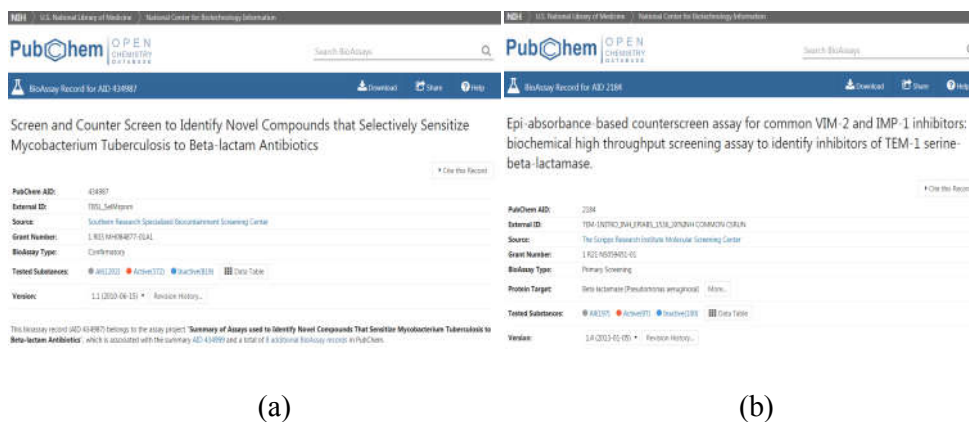 NIH U.S. National Library of Medicine National Center for Biotechnology Information
PubChem OPEN CHEMISTRY DATABASE
Search BioAssays
BioAssay Record for AID 434987 Download Share Help
Screen and Counter Screen to Identify Novel Compounds that Selectively Sensitize
Mycobacterium Tuberculosis to Beta-lactam Antibiotics
Cite this Record
PubChem AID: 434987
External ID:
Source: Southern Research Specialized Biocontainment Screening Center
Grant Number:
BioAssay Type: Confirmatory
Tested Substances: Data Table
Version: 1.1 (2010-06-15) Revision History...
This bioassay record (AID 434987) belongs to the assay project "Summary of Assays used to Identify Novel Compounds That Sensitize Mycobacterium Tuberculosis to
Beta-lactam Antibiotics", which is associated with the summary AID 434999 and a total of 8 additional BioAssay records in PubChem.
(a)
NIH U.S. National Library of Medicine National Center for Biotechnology Information
PubChem OPEN CHEMISTRY DATABASE
Search BioAssays
BioAssay Record for AID 2184 Download Share Help
Epi-absorbance-based counterscreen assay for common VIM-2 and IMP-1 inhibitors:
biochemical high throughput screening assay to identify inhibitors of TEM-1 serine-
beta-lactamase.
Cite this Record
PubChem AID: 2184
External ID:
Source: The Scripps Research Institute Molecular Screening Center
Grant Number:
BioAssay Type: Primary Screening
Protein Target: Beta-lactamase [Pseudomonas aeruginosa] More...
Tested Substances: Data Table
Version: 1.4 (2013-01-05) Revision History...
(b)